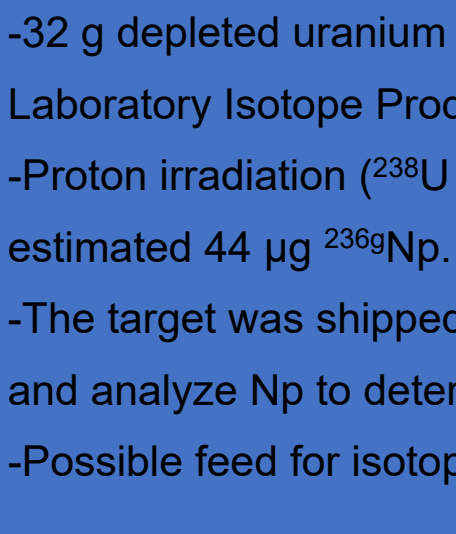 -32 g depleted uranium
Laboratory Isotope Proc
-Proton irradiation (²³⁸U
estimated 44 µg ²³⁶ᵍNp.
-The target was shipped
and analyze Np to deter
-Possible feed for isotop